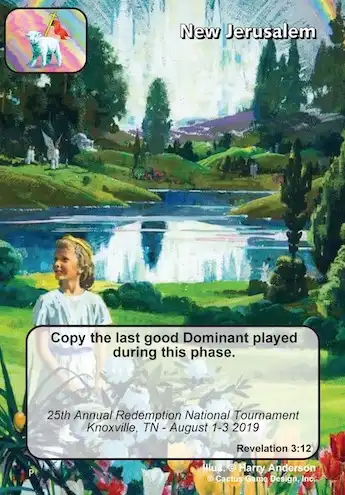 New Jerusalem
Copy the last good Dominant played
during this phase.
25th Annual Redemption National Tournament
Knoxville, TN - August 1-3 2019
Revelation 3:12
P
Illus. © Harry Anderson
© Cactus Game Design, Inc.